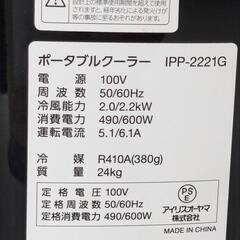 ポータブルクーラー IPP-2221G
電源 100V
周波数 50/60Hz
冷風能力 2.0/2.2kW
消費電力 490/600W
運転電流 5.1/6.1A
冷媒 R410A(380g)
質量 24kg
定格電圧 100V
定格周波数 50/60Hz
定格消費電力 490/600W
PS
E
アイリスオーヤマ
株式会社